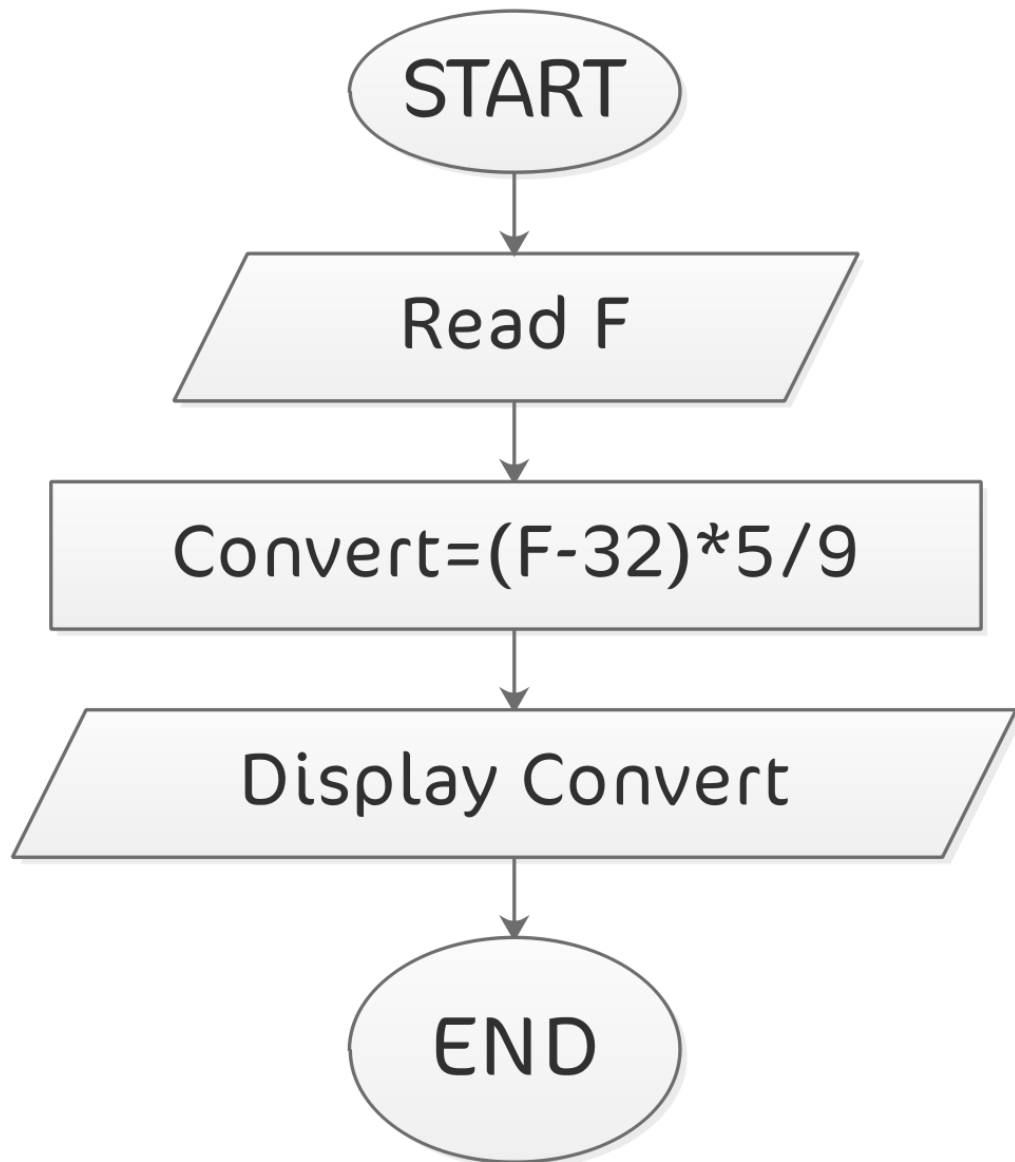 START
Read F
Convert=(F-32)*5/9
Display Convert
END